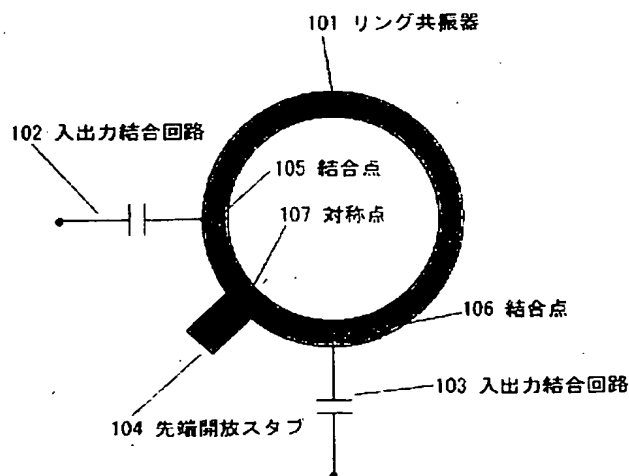 101 リング共振器
102 入出力結合回路
105 結合点
107 対称点
106 結合点
103 入出力結合回路
104 先端開放スタブ